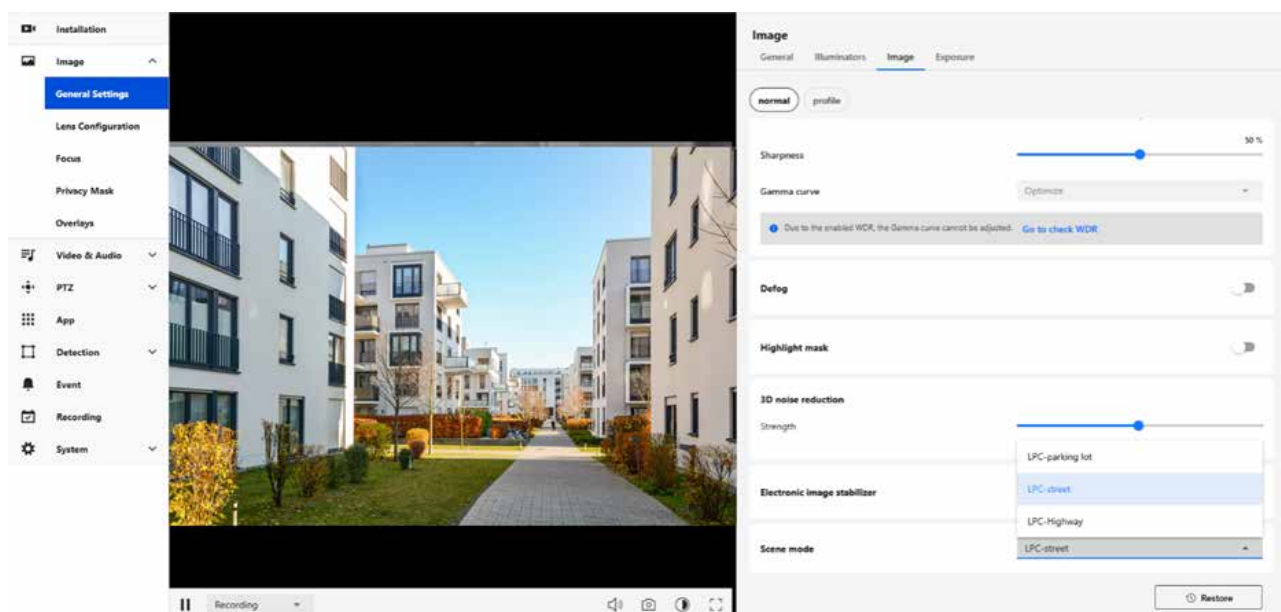 Installation
Image
General Settings
Lens Configuration
Focus
Privacy Mask
Overlays
Video & Audio
PTZ
App
Detection
Event
Recording
System
Recording
Image
General Illuminators Image Exposure
normal profile
50 %
Sharpness
Gamma curve Optimize
Due to the enabled WDR, the Gamma curve cannot be adjusted. Go to check WDR
Defog
Highlight mask
3D noise reduction
Strength
LPC-parking lot
LPC-street
Electronic image stabilizer
LPC-Highway
Scene mode LPC-street
Restore